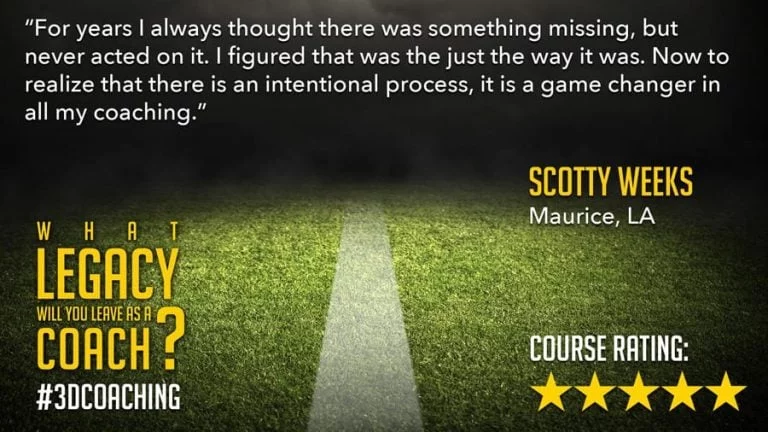 “For years I always thought there was something missing, but
never acted on it. I figured that was the just the way it was. Now to
realize that there is an intentional process, it is a game changer in
all my coaching.”
SCOTTY WEEKS
Maurice, LA
WHAT
LEGACY
WILL YOU LEAVE AS A
COACH?
#3DCOACHING
COURSE RATING: